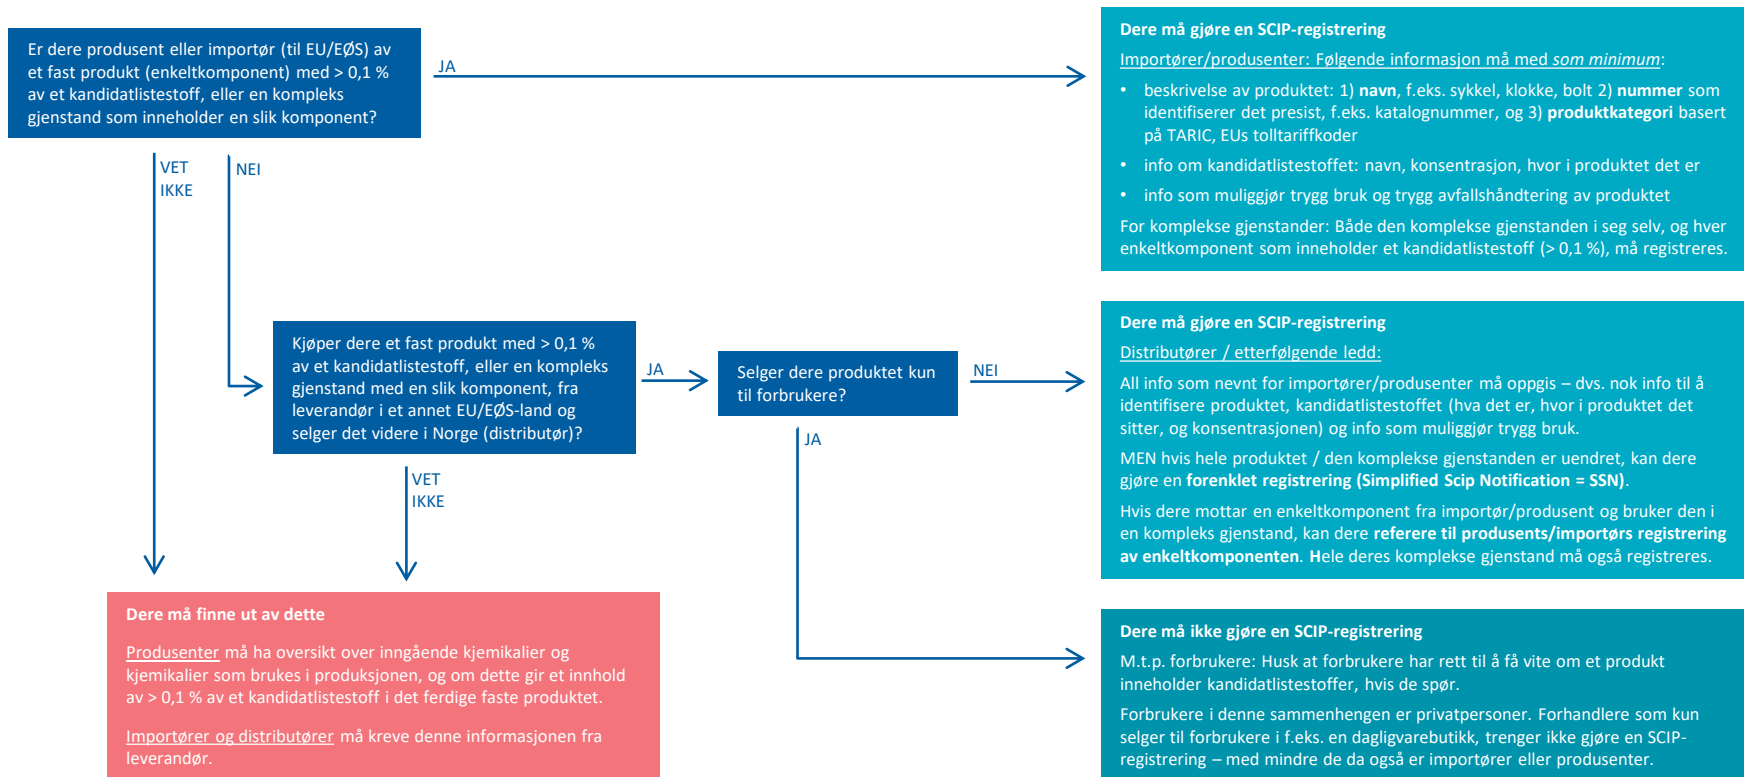 Er dere produsent eller importør (til EU/EØS) av
et fast produkt (enkeltkomponent) med > 0,1 %
av et kandidatlistestoff, eller en kompleks
gjenstand som inneholder en slik komponent?
JA
VET
IKKE
NEI
Dere må gjøre en SCIP-registrering
Importører/produsenter: Følgende informasjon må med som minimum:
• beskrivelse av produktet: 1) navn, f.eks. sykkel, klokke, bolt 2) nummer som
identifiserer det presist, f.eks. katalognummer, og 3) produktkategori basert
på TARIC, EUs tolltariffkoder
• info om kandidatlistestoffet: navn, konsentrasjon, hvor i produktet det er
• info som muliggjør trygg bruk og trygg avfallshåndtering av produktet
For komplekse gjenstander: Både den komplekse gjenstanden i seg selv, og hver
enkeltkomponent som inneholder et kandidatlistestoff (> 0,1 %), må registreres.
Kjøper dere et fast produkt med > 0,1 %
av et kandidatlistestoff, eller en kompleks
gjenstand med en slik komponent, fra
leverandør i et annet EU/EØS-land og
selger det videre i Norge (distributør)?
JA
VET
IKKE
Selger dere produktet kun
til forbrukere?
NEI
JA
Dere må gjøre en SCIP-registrering
Distributører / etterfølgende ledd:
All info som nevnt for importører/produsenter må oppgis – dvs. nok info til å
identifisere produktet, kandidatlistestoffet (hva det er, hvor i produktet det
sitter, og konsentrasjonen) og info som muliggjør trygg bruk.
MEN hvis hele produktet / den komplekse gjenstanden er uendret, kan dere
gjøre en forenklet registrering (Simplified Scip Notification = SSN).
Hvis dere mottar en enkeltkomponent fra importør/produsent og bruker den i
en kompleks gjenstand, kan dere referere til produsents/importørs registrering
av enkeltkomponenten. Hele deres komplekse gjenstand må også registreres.
Dere må finne ut av dette
Produsenter må ha oversikt over inngående kjemikalier og
kjemikalier som brukes i produksjonen, og om dette gir et innhold
av > 0,1 % av et kandidatlistestoff i det ferdige faste produktet.
Importører og distributører må kreve denne informasjonen fra
leverandør.
Dere må ikke gjøre en SCIP-registrering
M.t.p. forbrukere: Husk at forbrukere har rett til å få vite om et produkt
inneholder kandidatlistestoffer, hvis de spør.
Forbrukere i denne sammenhengen er privatpersoner. Forhandlere som kun
selger til forbrukere i f.eks. en dagligvarebutikk, trenger ikke gjøre en SCIP-
registrering – med mindre de da også er importører eller produsenter.